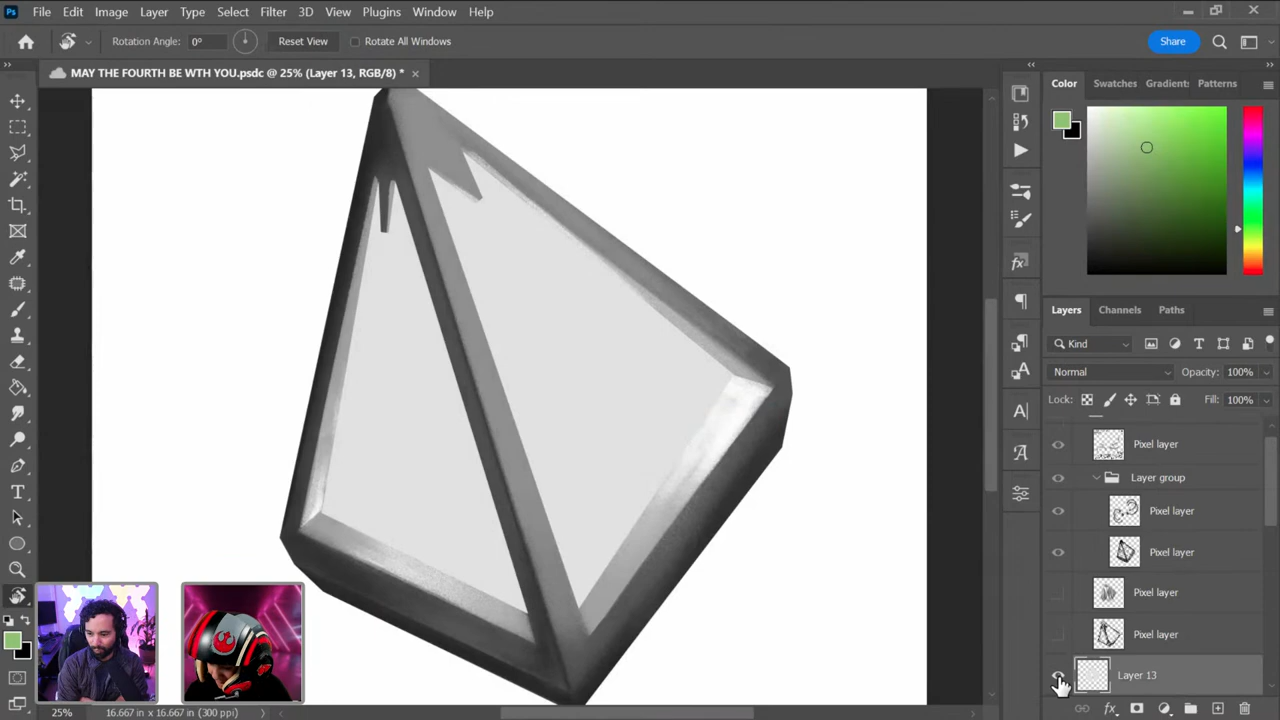 Ps File Edit Image Layer Type Select Filter 3D View Plugins Window Help
Rotation Angle: 0° Reset View Rotate All Windows Share
MAY THE FOURTH BE WTH YOU.psdc @ 25% (Layer 13, RGB/8) * ×
Color Swatches Gradient Patterns
Layers Channels Paths
Kind
Normal Opacity: 100%
Lock: Fill: 100%
Pixel layer
Layer group
Pixel layer
Pixel layer
Pixel layer
Pixel layer
Layer 13
25% 16.667 in x 16.667 in (300 ppi)